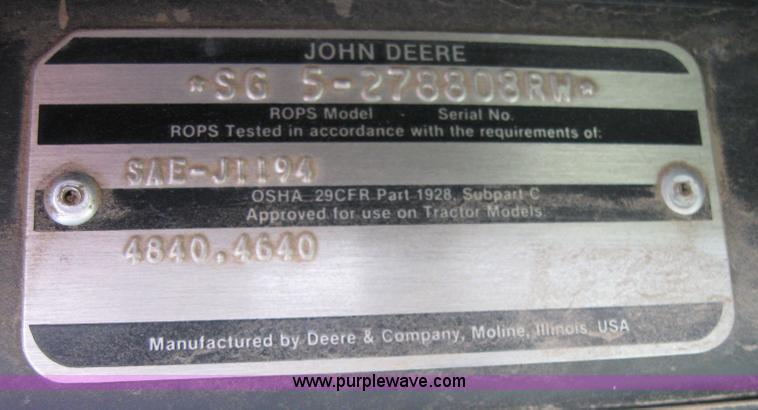 JOHN DEERE
*SG 5-278808RW*
ROPS Model - Serial No.
ROPS Tested in accordance with the requirements of:
SAE-J1194
OSHA 29CFR Part 1928, Subpart C
Approved for use on Tractor Models
4840,4640
Manufactured by Deere & Company, Moline, Illinois, USA
www.purplewave.com